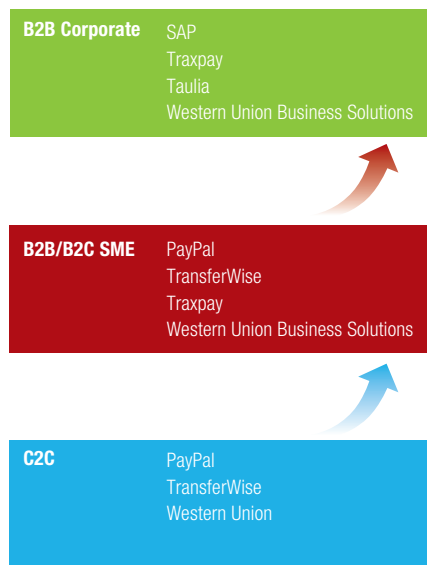 B2B Corporate SAP
Traxpay
Taulia
Western Union Business Solutions
B2B/B2C SME PayPal
TransferWise
Traxpay
Western Union Business Solutions
C2C PayPal
TransferWise
Western Union